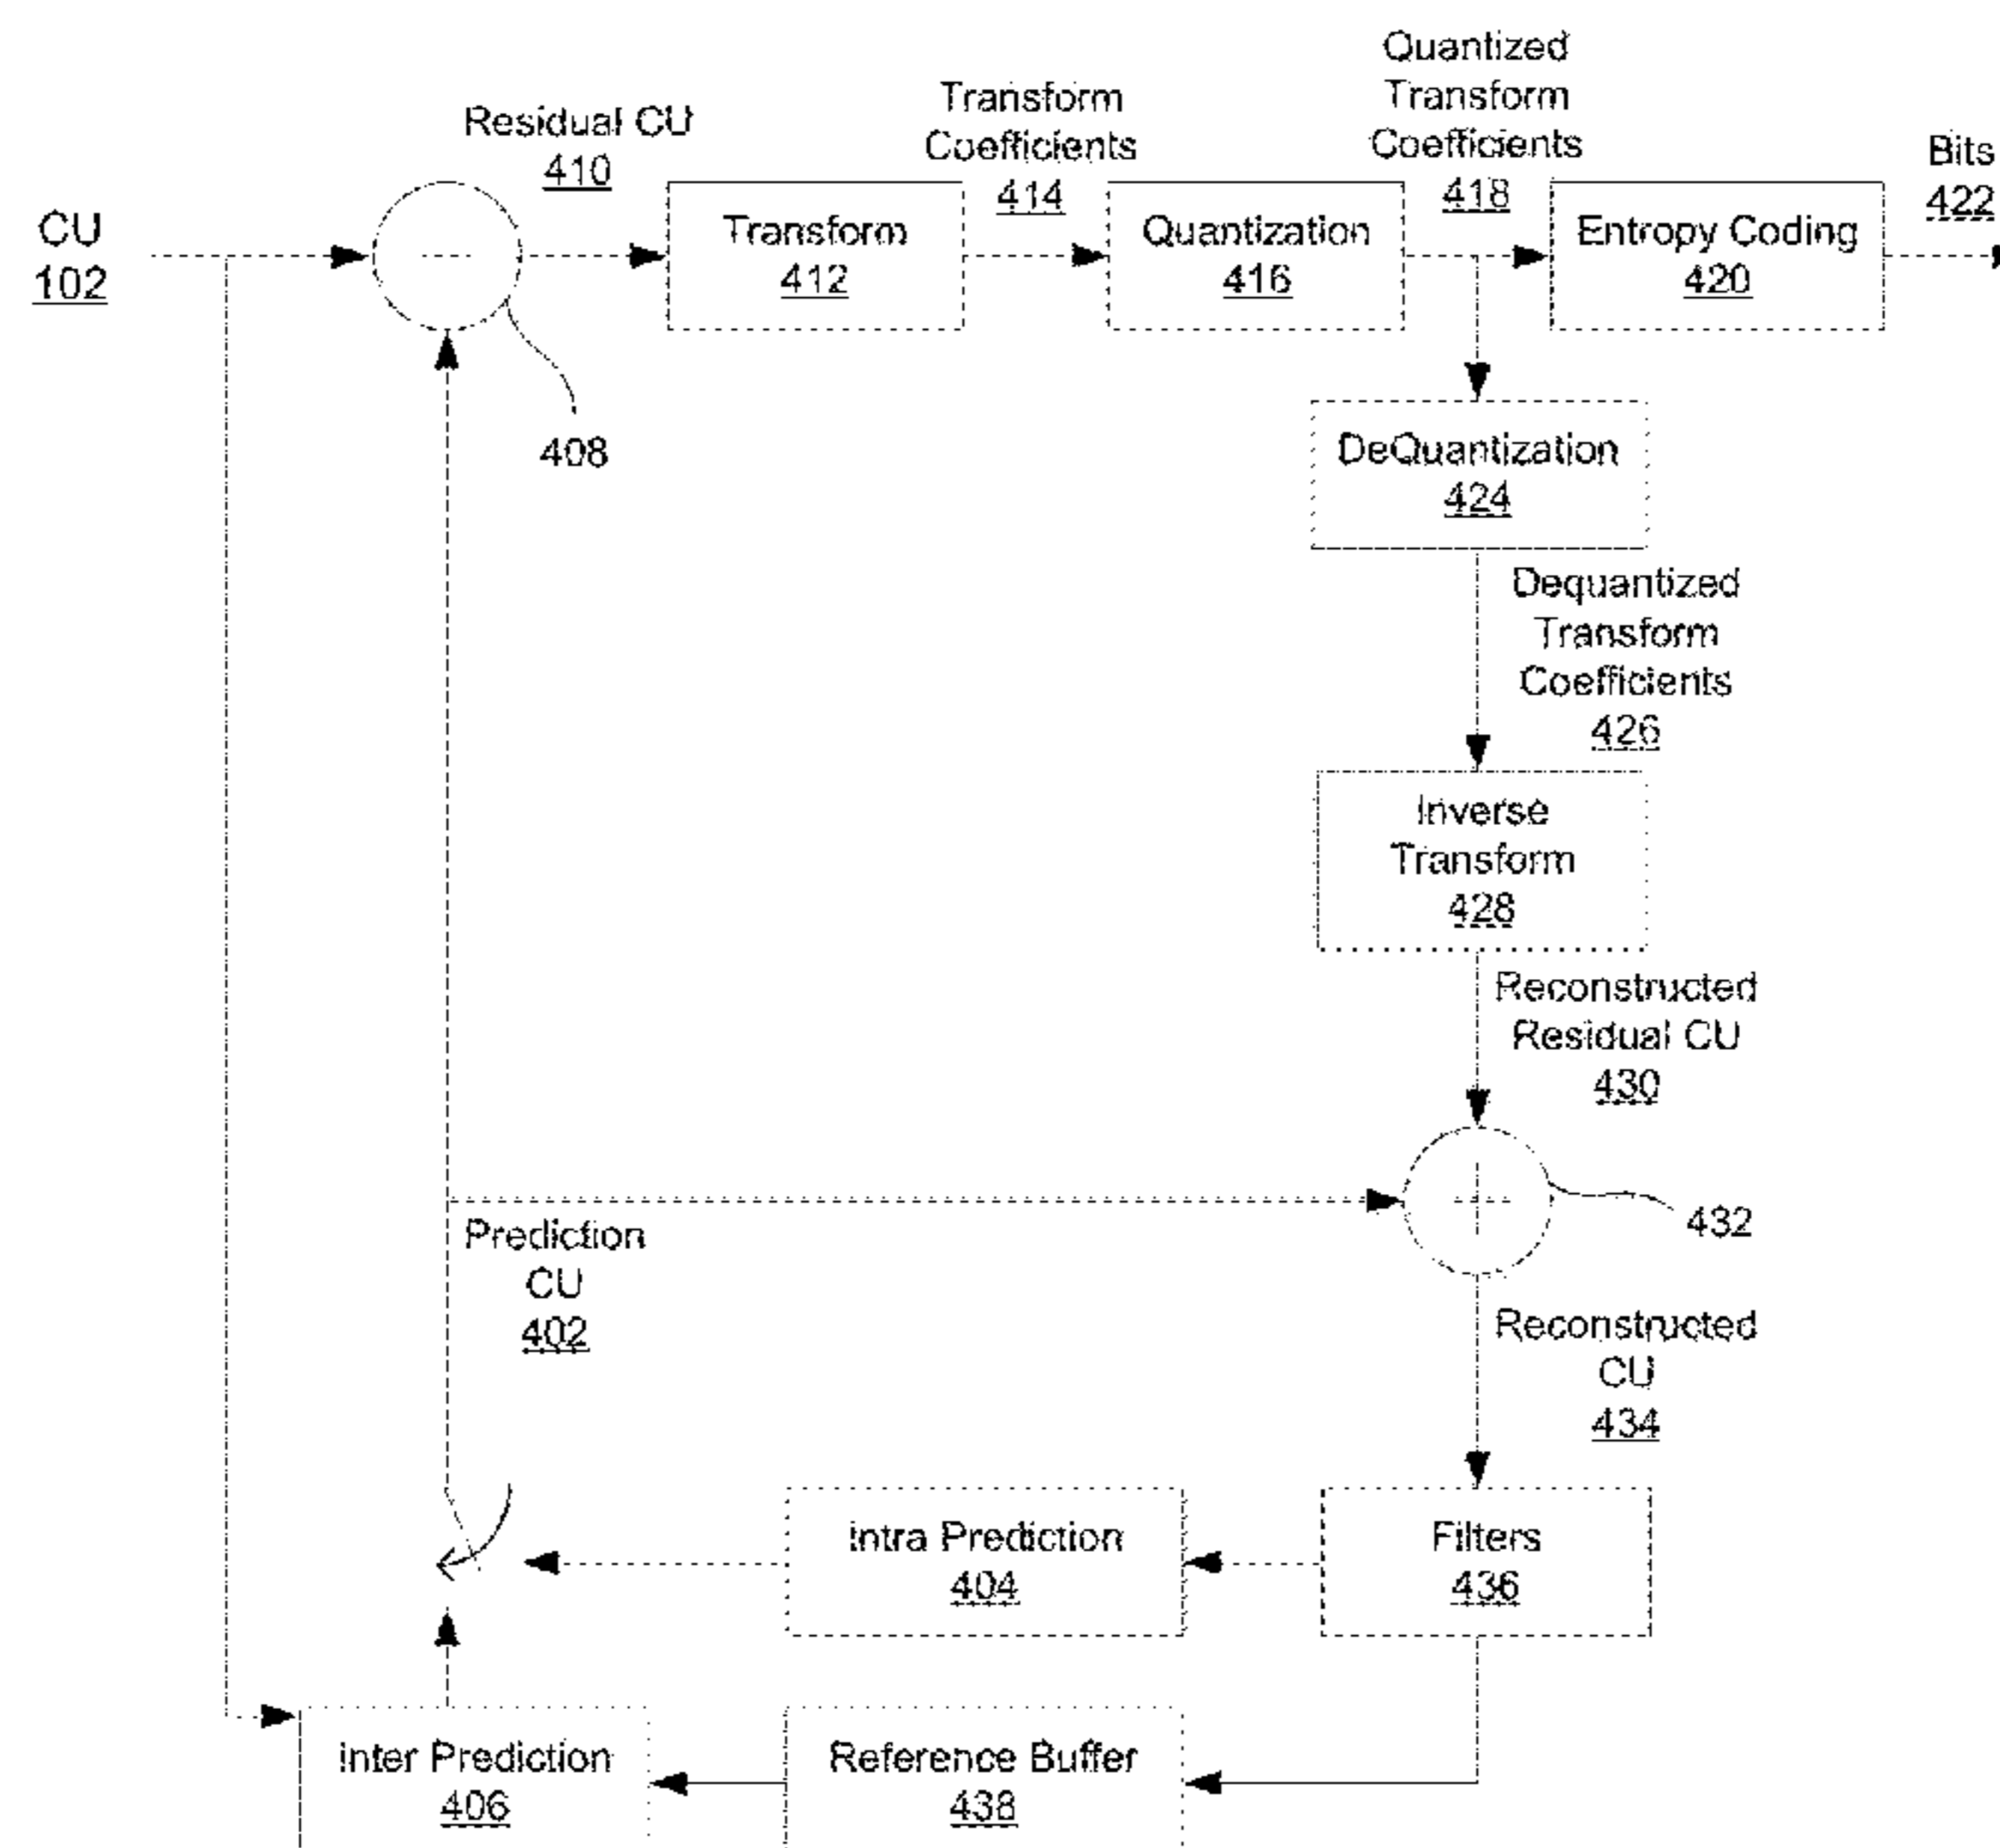 Quantized
Transform
Coefficients
418
Transform
Coefficients
414
Residual CU
410
Bits
422
CU
102
Transform
412
Quantization
416
Entropy Coding
420
408
DeQuantization
424
Dequantized
Transform
Coefficients
426
Inverse
Transform
428
Reconstructed
Residual CU
430
432
Prediction
CU
402
Reconstructed
CU
434
Intra Prediction
404
Filters
436
Inter Prediction
406
Reference Buffer
438